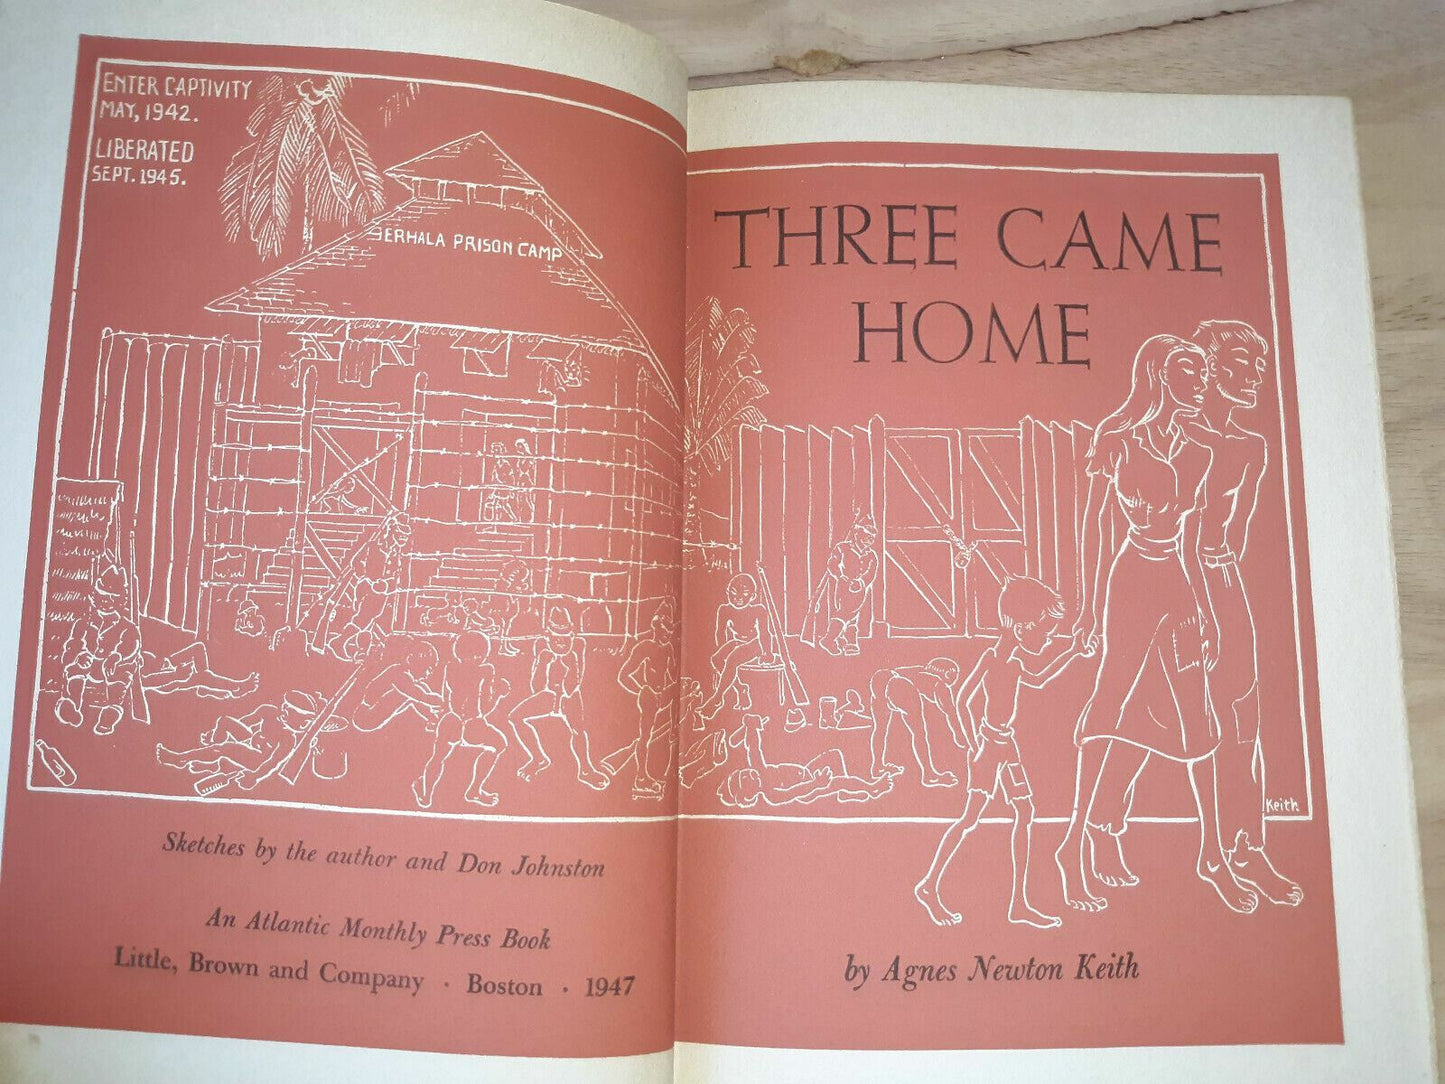 ENTER CAPTIVITY
MAY, 1942.
LIBERATED
SEPT. 1945.
BERHALA PRISON CAMP
Sketches by the author and Don Johnston
An Atlantic Monthly Press Book
Little, Brown and Company · Boston · 1947
THREE CAME
HOME
Keith
by Agnes Newton Keith